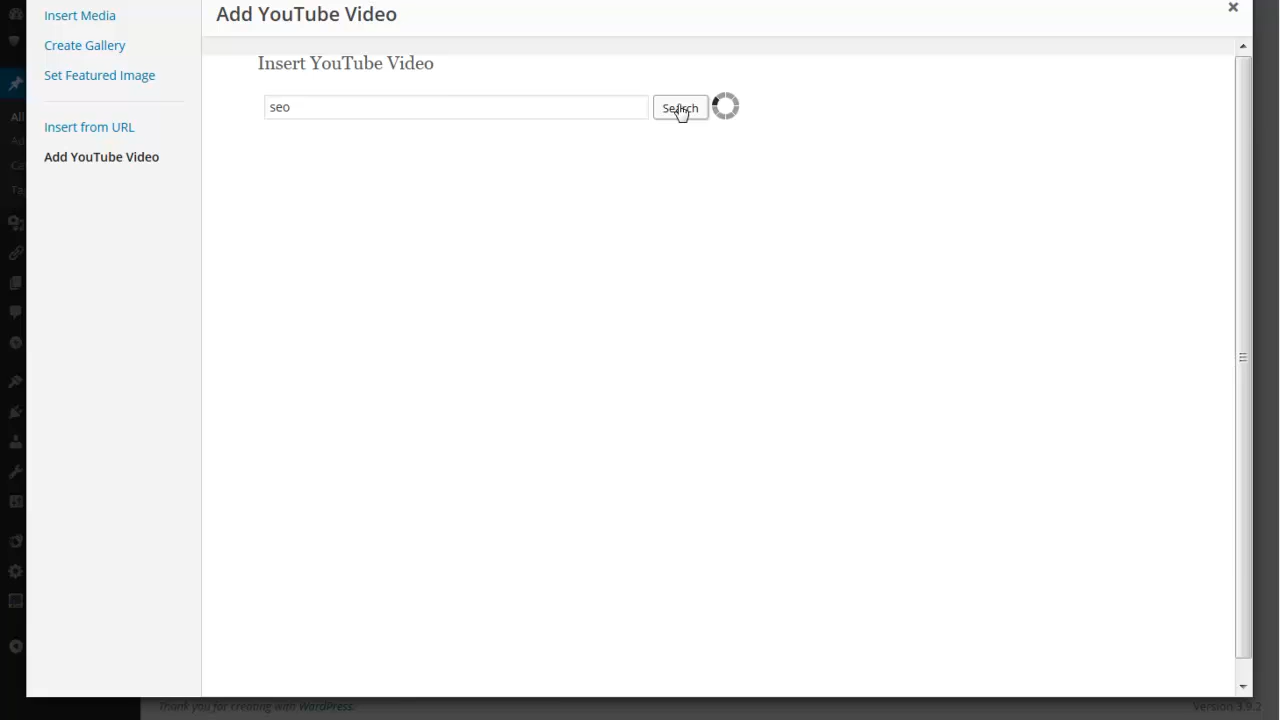 Insert Media
Create Gallery
Set Featured Image
Insert from URL
Add YouTube Video
Add YouTube Video
Insert YouTube Video
seo
Search
All
Thank you for creating with WordPress.
Version 3.9.2